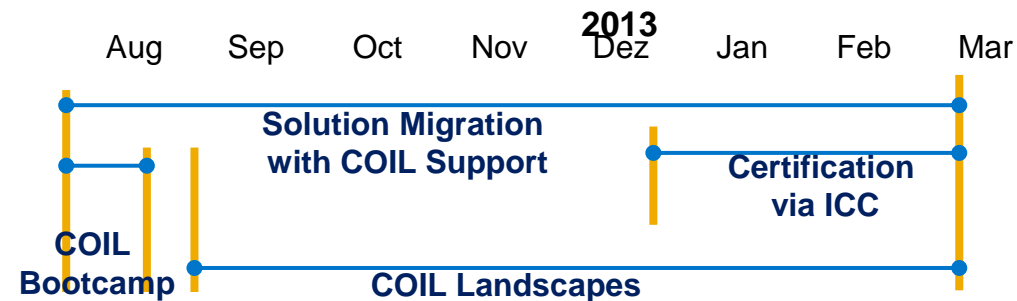 2013
Aug Sep Oct Nov Dez Jan Feb Mar
Solution Migration
with COIL Support
Certification
via ICC
COIL
Bootcamp
COIL Landscapes